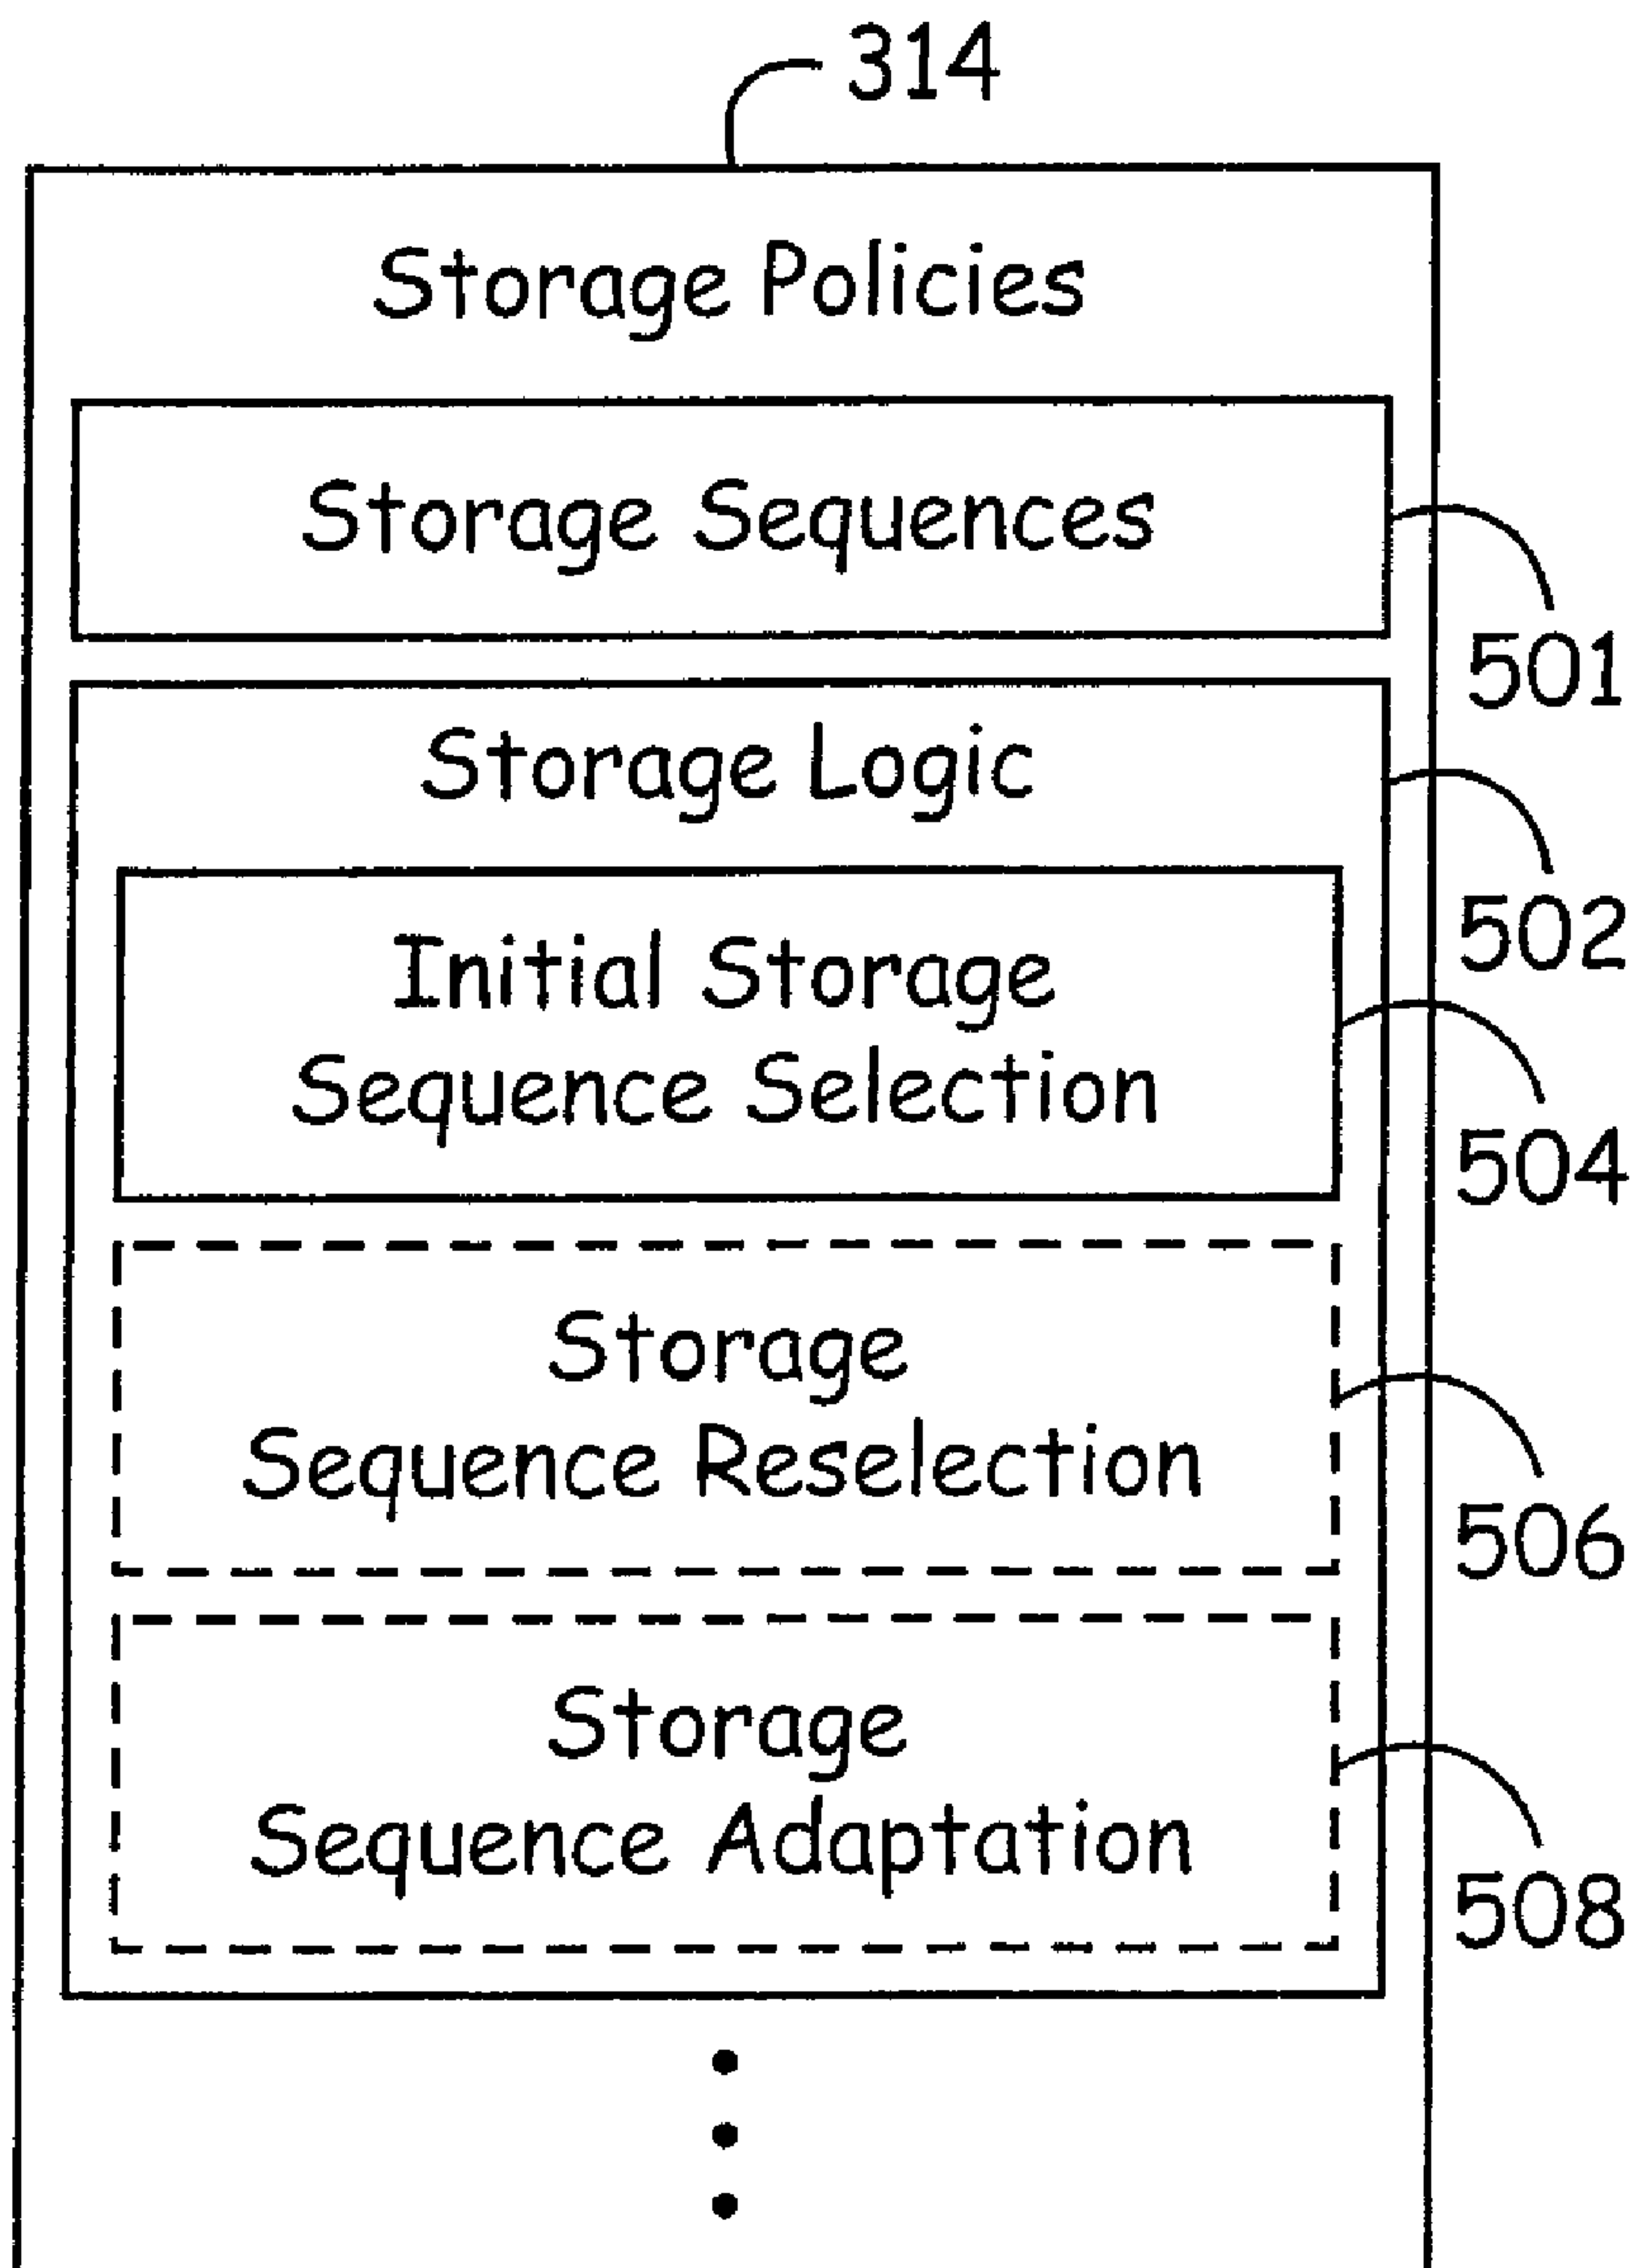 314
Storage Policies
Storage Sequences
501
Storage Logic
502
Initial Storage
Sequence Selection
504
Storage
Sequence Reselection
506
Storage
Sequence Adaptation
508